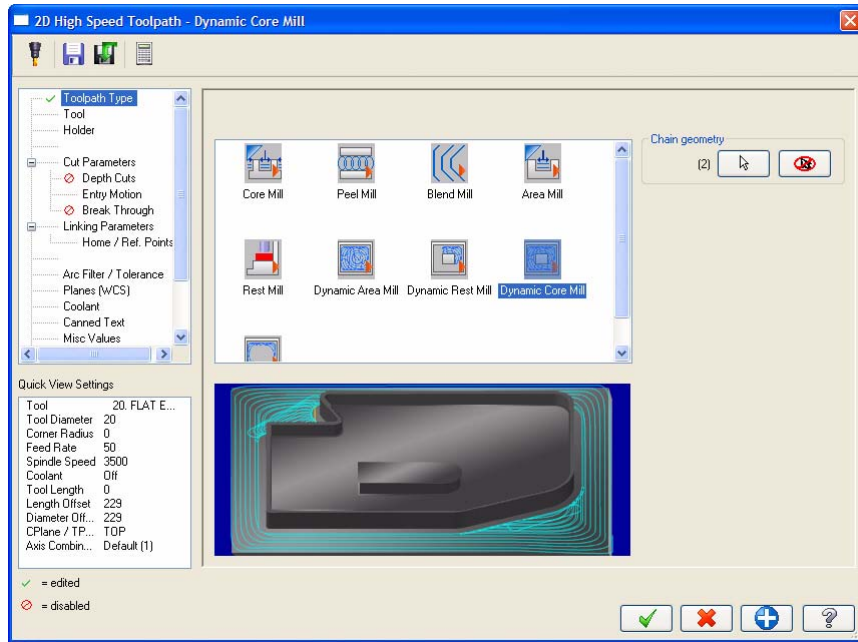 2D High Speed Toolpath - Dynamic Core Mill
Toolpath Type
Tool
Holder
Cut Parameters
Depth Cuts
Entry Motion
Break Through
Linking Parameters
Home / Ref. Points
Arc Filter / Tolerance
Planes (WCS)
Coolant
Canned Text
Misc Values
Core Mill Peel Mill Blend Mill Area Mill
Rest Mill Dynamic Area Mill Dynamic Rest Mill Dynamic Core Mill
Chain geometry
(2)
Quick View Settings
Tool 20. FLAT E...
Tool Diameter 20
Corner Radius 0
Feed Rate 50
Spindle Speed 3500
Coolant Off
Tool Length 0
Length Offset 229
Diameter Off... 229
CPlane / TP... TOP
Axis Combin... Default (1)
= edited
= disabled